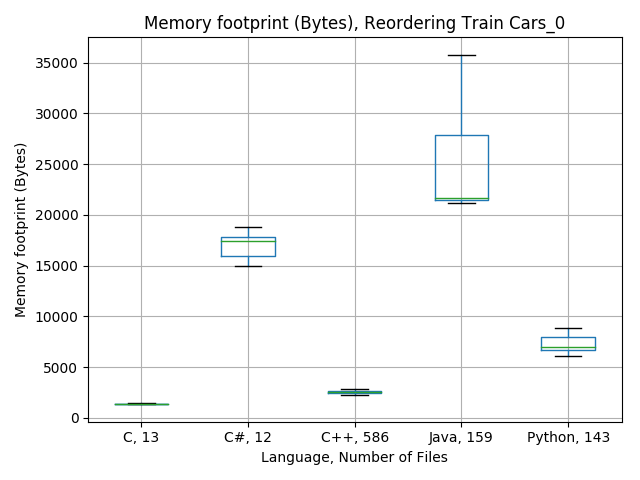 Memory footprint (Bytes), Reordering Train Cars_0
Memory footprint (Bytes)
35000
30000
25000
20000
15000
10000
5000
0
C, 13
C#, 12
C++, 586
Java, 159
Python, 143
Language, Number of Files